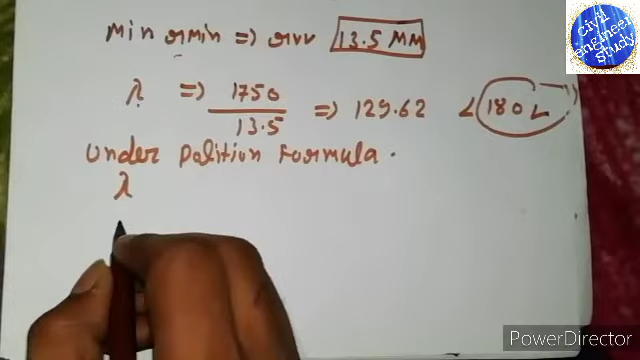 Min rmin => rvv 13.5 MM
λ => 1750 / 13.5 => 129.62 < 180
Under Palition Formula.
λ
civil engineer study
PowerDirector